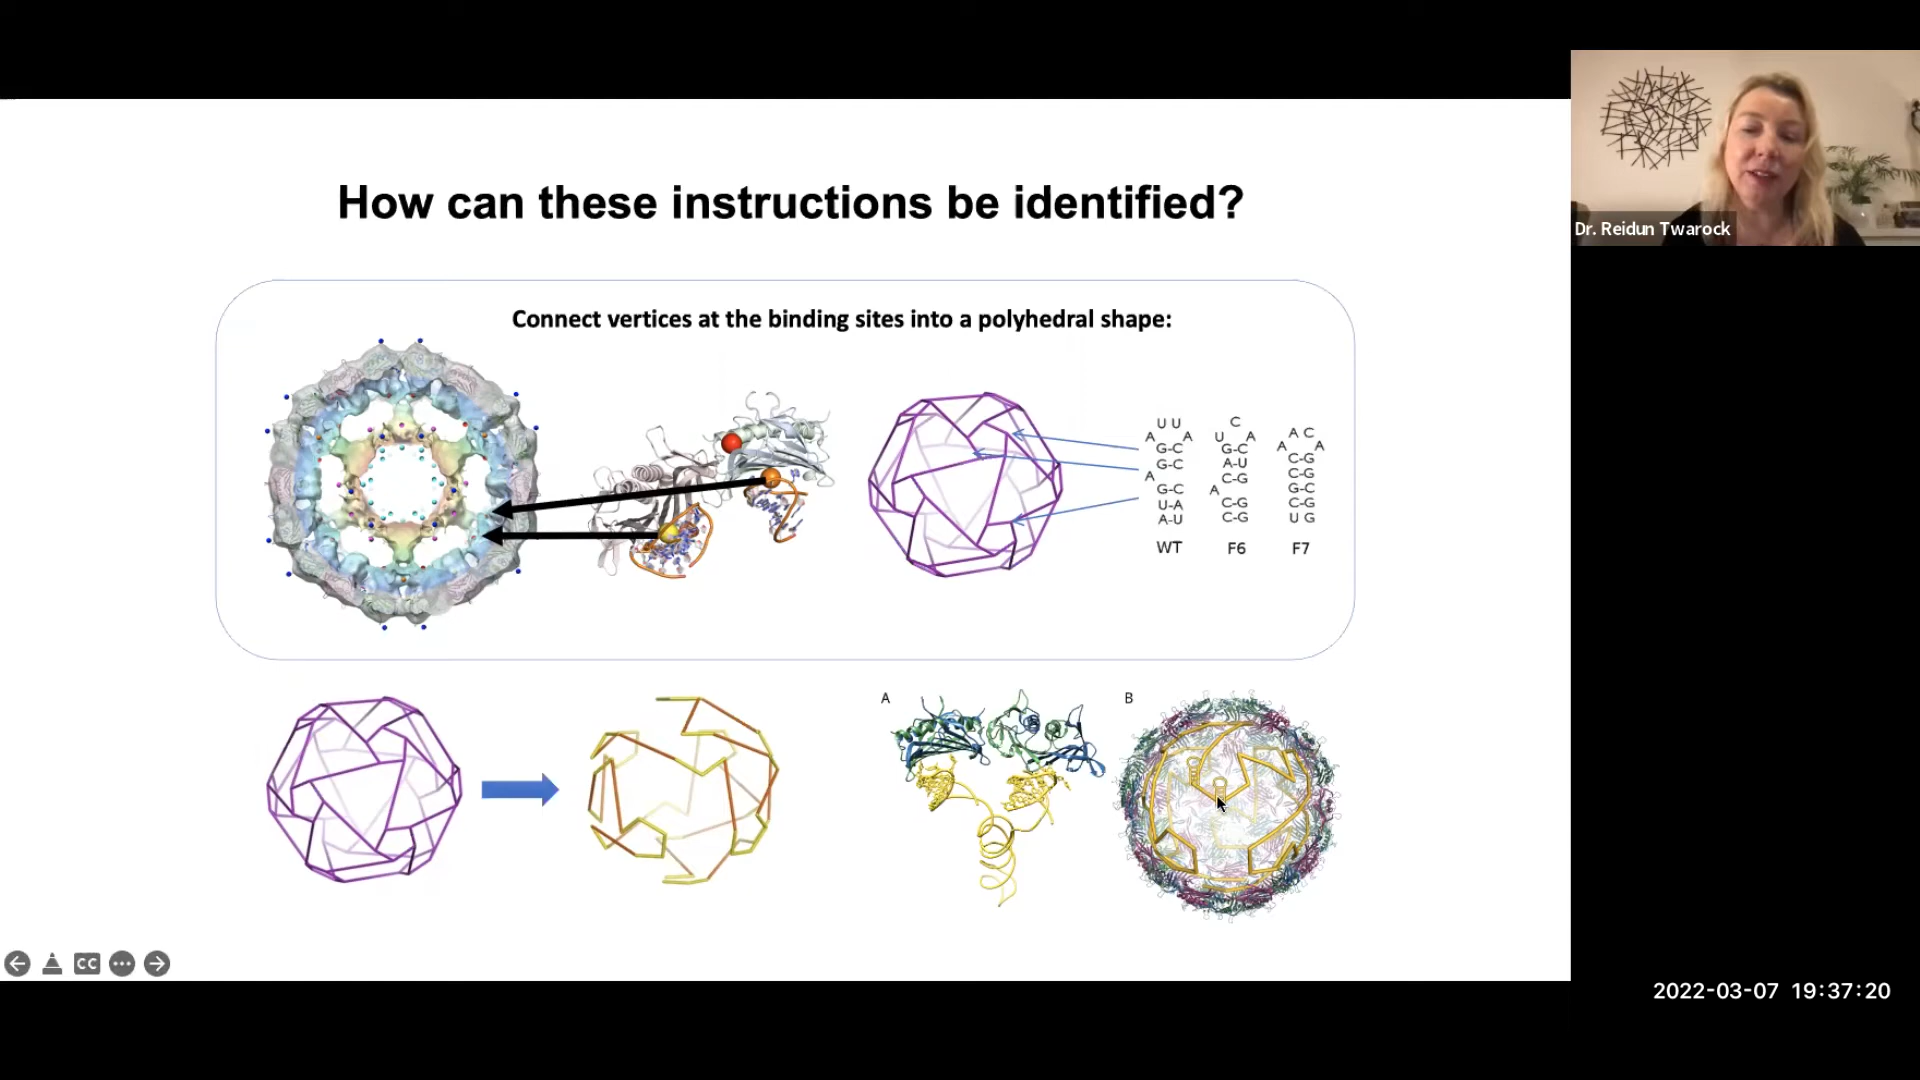 How can these instructions be identified?
Dr. Reidun Twarock
Connect vertices at the binding sites into a polyhedral shape:
U U
A A
G-C
G-C
A
G-C
U-A
A-U
WT
C
U A
G-C
A-U
C-G
A
C-G
C-G
F6
A C
A A
C-G
C-G
G-C
C-G
U G
F7
A
B
CC
2022-03-07 19:37:20